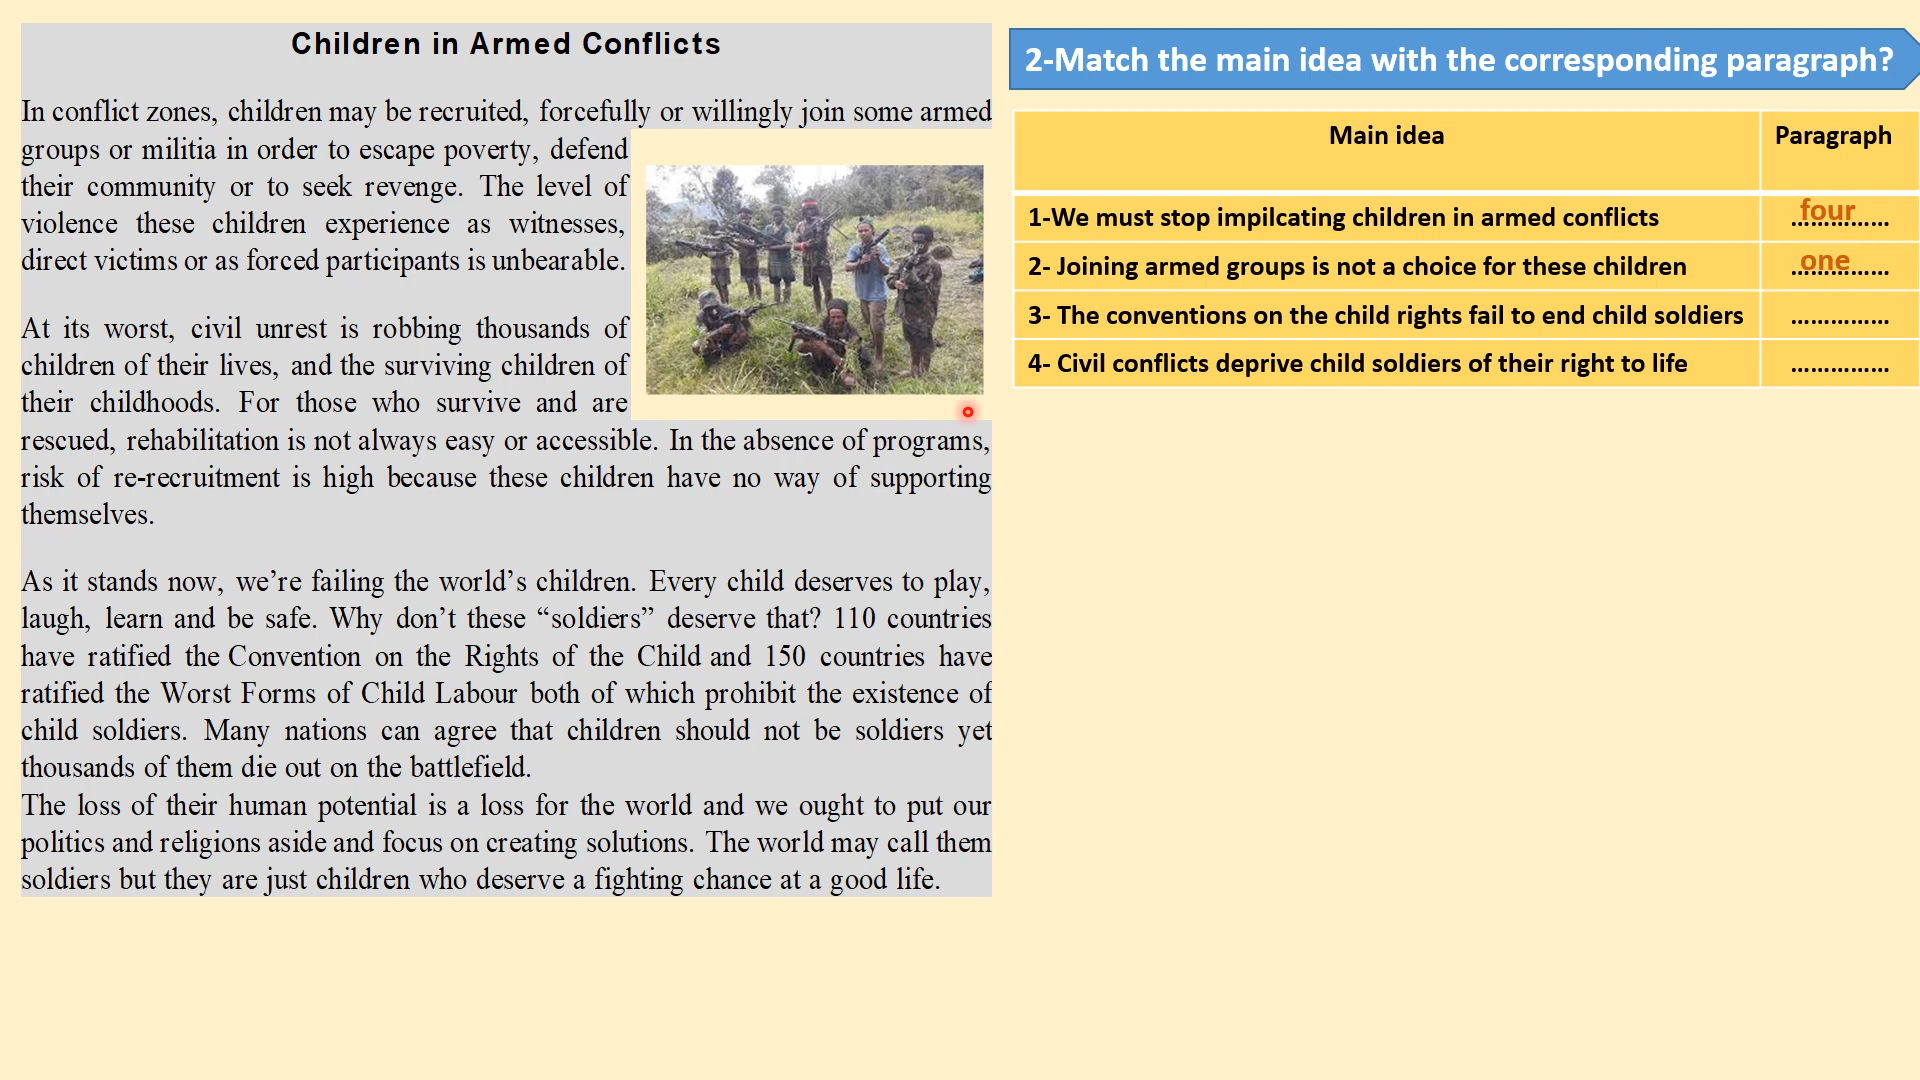 Children in Armed Conflicts
In conflict zones, children may be recruited, forcefully or willingly join some armed
groups or militia in order to escape poverty, defend
their community or to seek revenge. The level of
violence these children experience as witnesses,
direct victims or as forced participants is unbearable.
At its worst, civil unrest is robbing thousands of
children of their lives, and the surviving children of
their childhoods. For those who survive and are
rescued, rehabilitation is not always easy or accessible. In the absence of programs,
risk of re-recruitment is high because these children have no way of supporting
themselves.
As it stands now, we’re failing the world’s children. Every child deserves to play,
laugh, learn and be safe. Why don’t these “soldiers” deserve that? 110 countries
have ratified the Convention on the Rights of the Child and 150 countries have
ratified the Worst Forms of Child Labour both of which prohibit the existence of
child soldiers. Many nations can agree that children should not be soldiers yet
thousands of them die out on the battlefield.
The loss of their human potential is a loss for the world and we ought to put our
politics and religions aside and focus on creating solutions. The world may call them
soldiers but they are just children who deserve a fighting chance at a good life.
2-Match the main idea with the corresponding paragraph?
Main idea Paragraph
1-We must stop impilcating children in armed conflicts four
2- Joining armed groups is not a choice for these children one
3- The conventions on the child rights fail to end child soldiers ……………
4- Civil conflicts deprive child soldiers of their right to life ……………